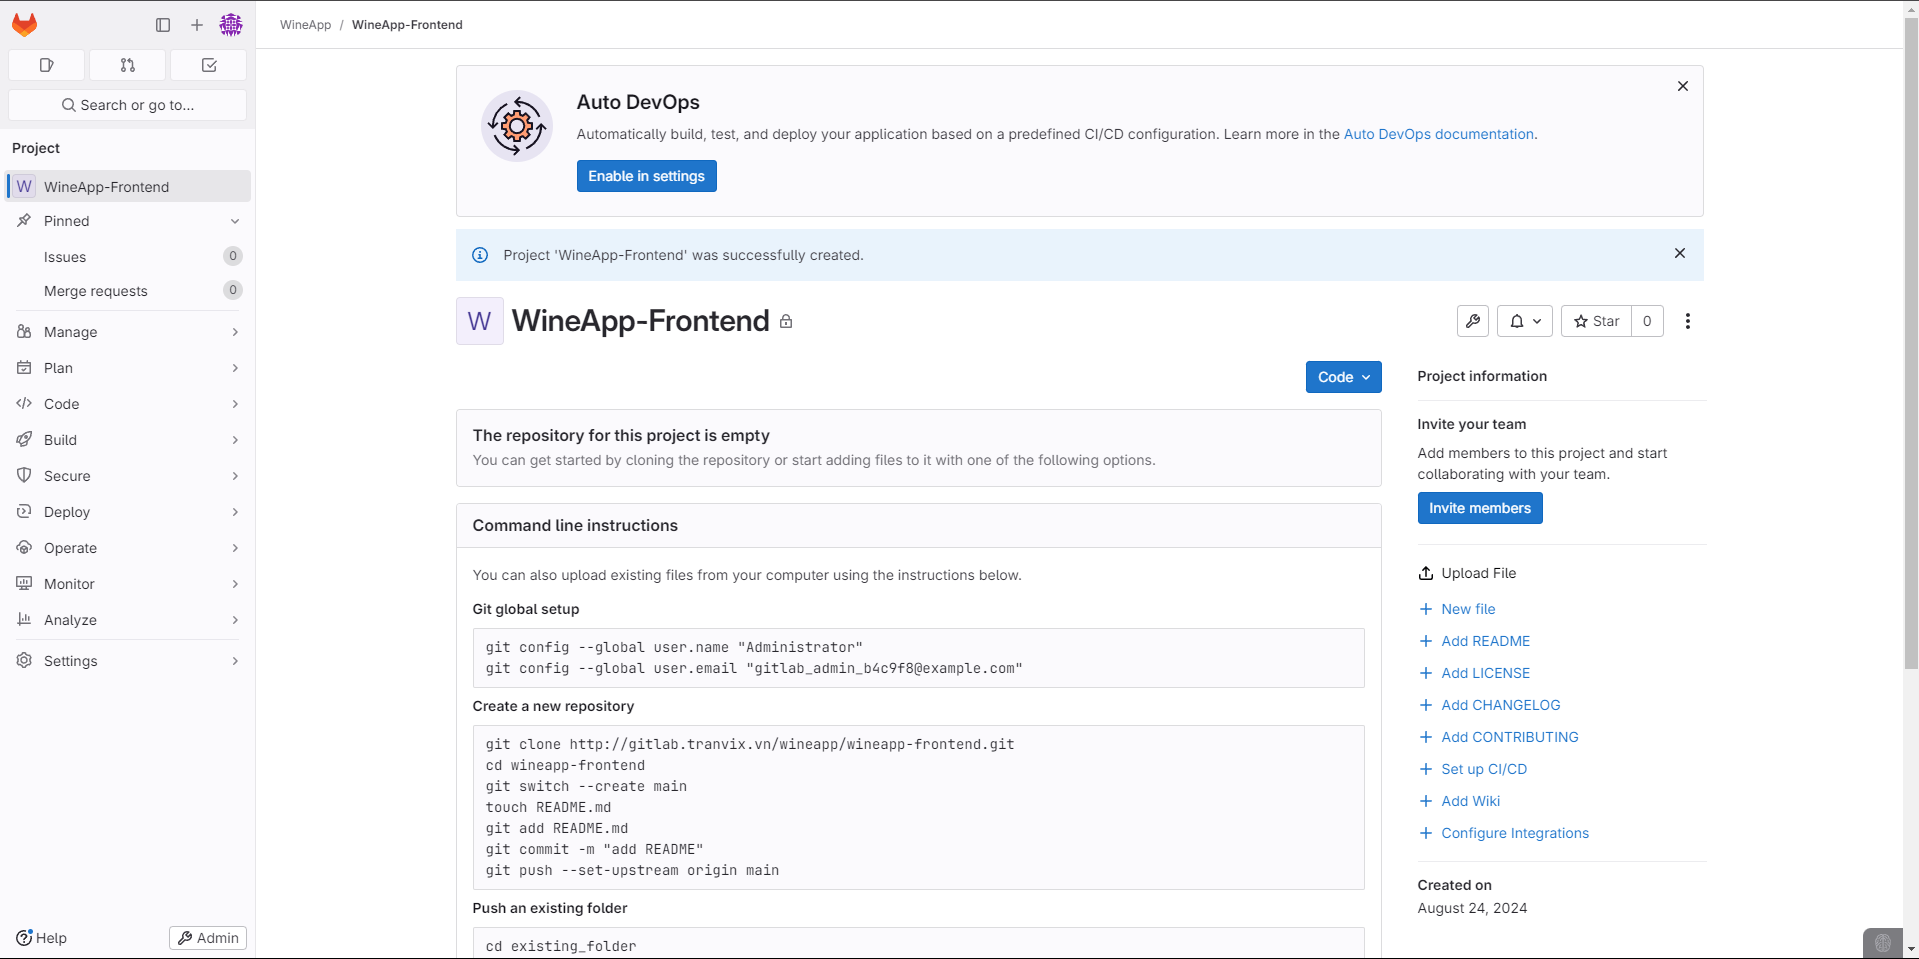 WineApp / WineApp-Frontend
Search or go to...
Project
W WineApp-Frontend
Pinned
Issues 0
Merge requests 0
Manage
Plan
Code
Build
Secure
Deploy
Operate
Monitor
Analyze
Settings
Help
Admin
Auto DevOps
Automatically build, test, and deploy your application based on a predefined CI/CD configuration. Learn more in the Auto DevOps documentation.
Enable in settings
Project 'WineApp-Frontend' was successfully created.
W WineApp-Frontend
Star 0
Code
The repository for this project is empty
You can get started by cloning the repository or start adding files to it with one of the following options.
Command line instructions
You can also upload existing files from your computer using the instructions below.
Git global setup
git config --global user.name "Administrator"
git config --global user.email "gitlab_admin_b4c9f8@example.com"
Create a new repository
git clone http://gitlab.tranvix.vn/wineapp/wineapp-frontend.git
cd wineapp-frontend
git switch --create main
touch README.md
git add README.md
git commit -m "add README"
git push --set-upstream origin main
Push an existing folder
cd existing_folder
Project information
Invite your team
Add members to this project and start
collaborating with your team.
Invite members
Upload File
New file
Add README
Add LICENSE
Add CHANGELOG
Add CONTRIBUTING
Set up CI/CD
Add Wiki
Configure Integrations
Created on
August 24, 2024